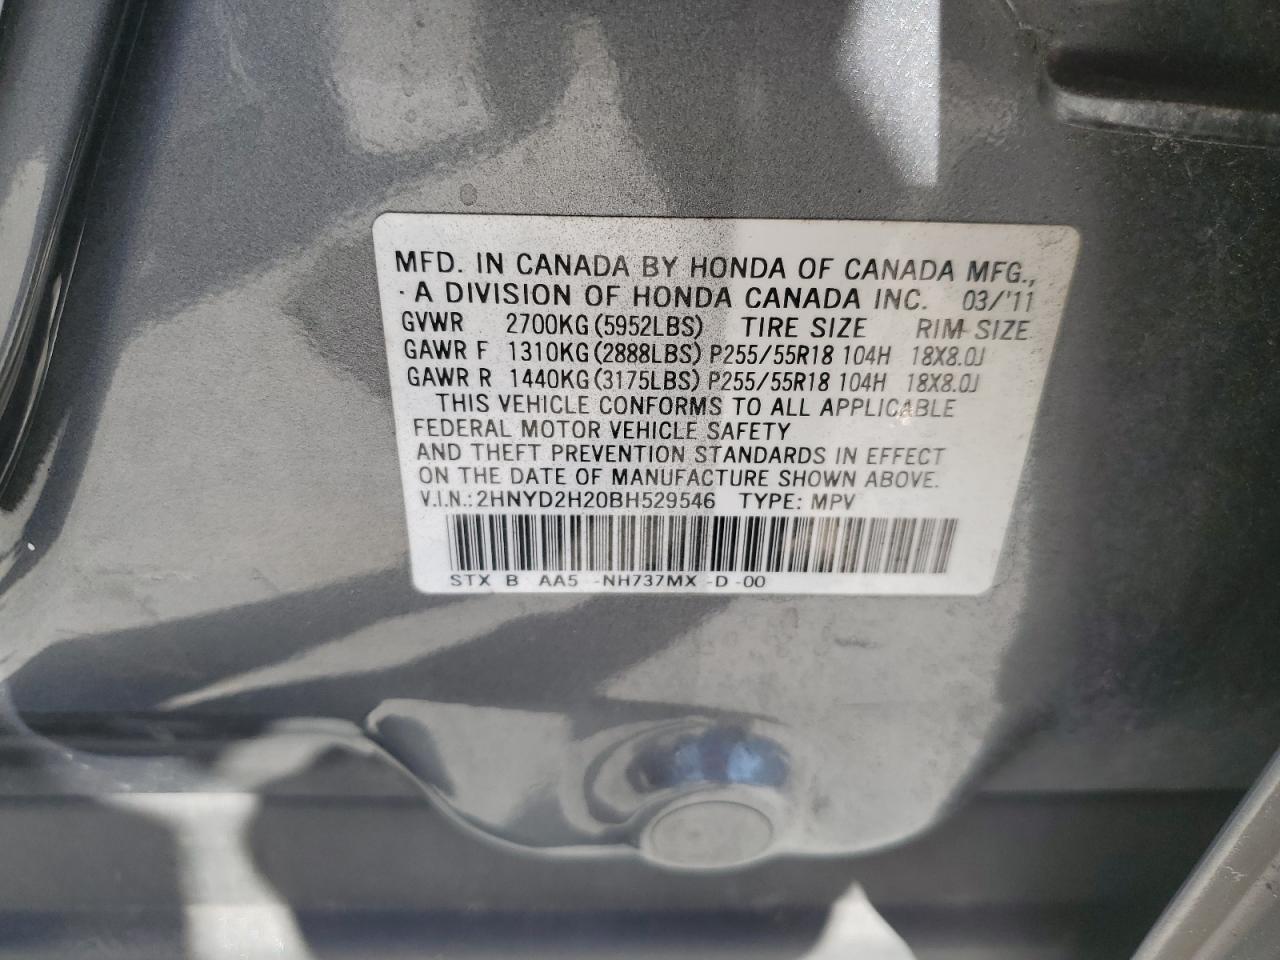 MFD. IN CANADA BY HONDA OF CANADA MFG.,
· A DIVISION OF HONDA CANADA INC. 03/'11
GVWR 2700KG(5952LBS) TIRE SIZE RIM SIZE
GAWR F 1310KG(2888LBS) P255/55R18 104H 18X8.0J
GAWR R 1440KG(3175LBS) P255/55R18 104H 18X8.0J
THIS VEHICLE CONFORMS TO ALL APPLICABLE
FEDERAL MOTOR VEHICLE SAFETY
AND THEFT PREVENTION STANDARDS IN EFFECT
ON THE DATE OF MANUFACTURE SHOWN ABOVE.
V.I.N.:2HNYD2H20BH529546 TYPE: MPV
STX B AA5 -NH737MX -D -00